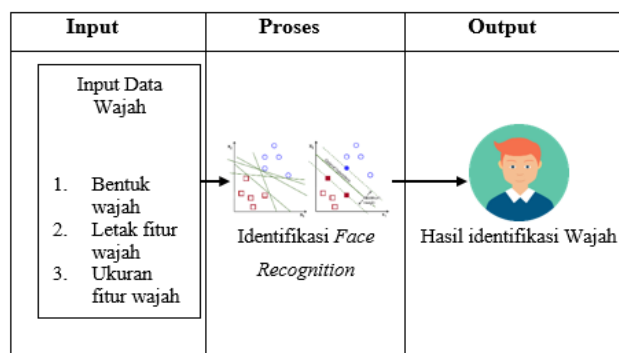 Input
Proses
Output
Input Data
Wajah
1. Bentuk
wajah
2. Letak fitur
wajah
3. Ukuran
fitur wajah
Identifikasi Face
Recognition
Hasil identifikasi Wajah